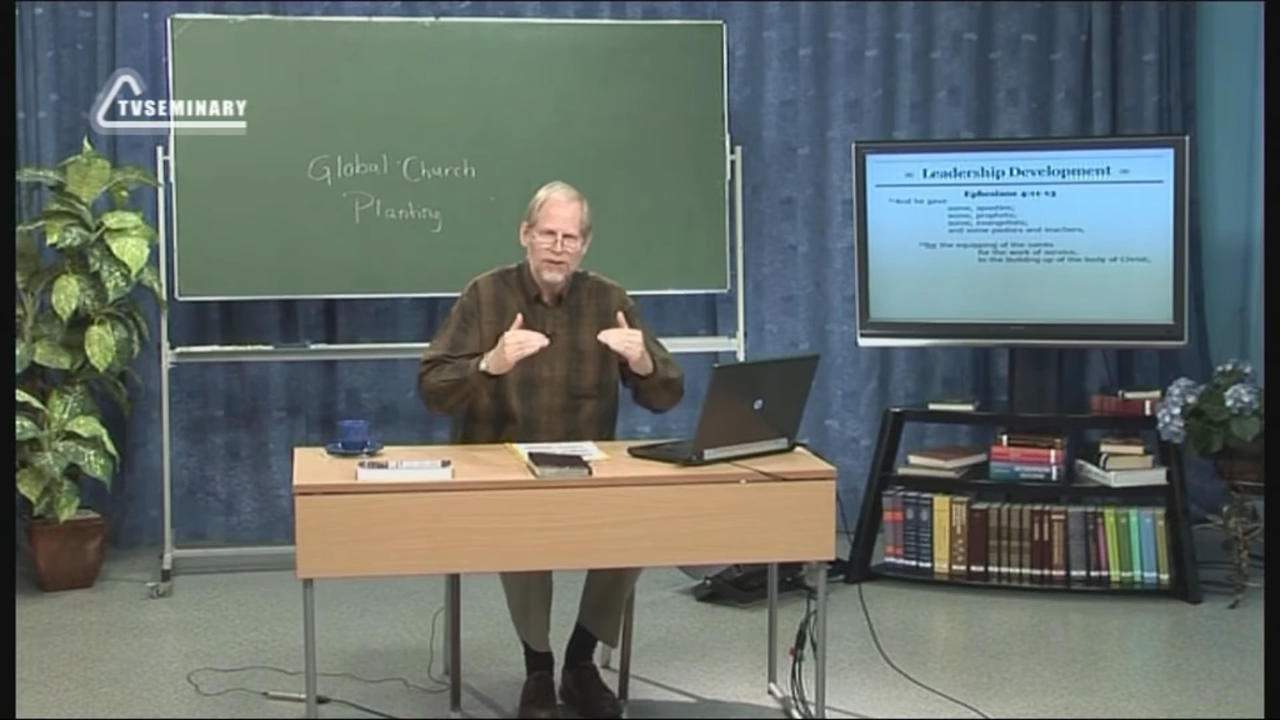 TVSEMINARY
Global Church
Planting
Leadership Development
Ephesians 4:11-13
And he gave
some, apostles;
some, prophets;
some, evangelists;
and some pastors and teachers,
for the equipping of the saints
for the work of service,
to the building up of the body of Christ;
hp